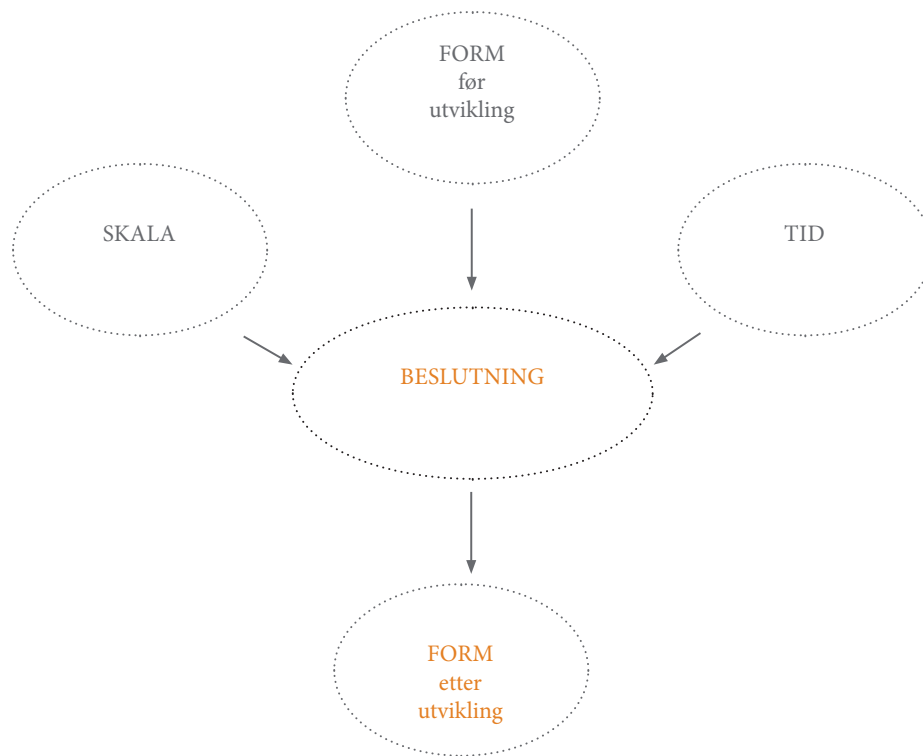 FORM
før
utvikling
SKALA
TID
BESLUTNING
FORM
etter
utvikling